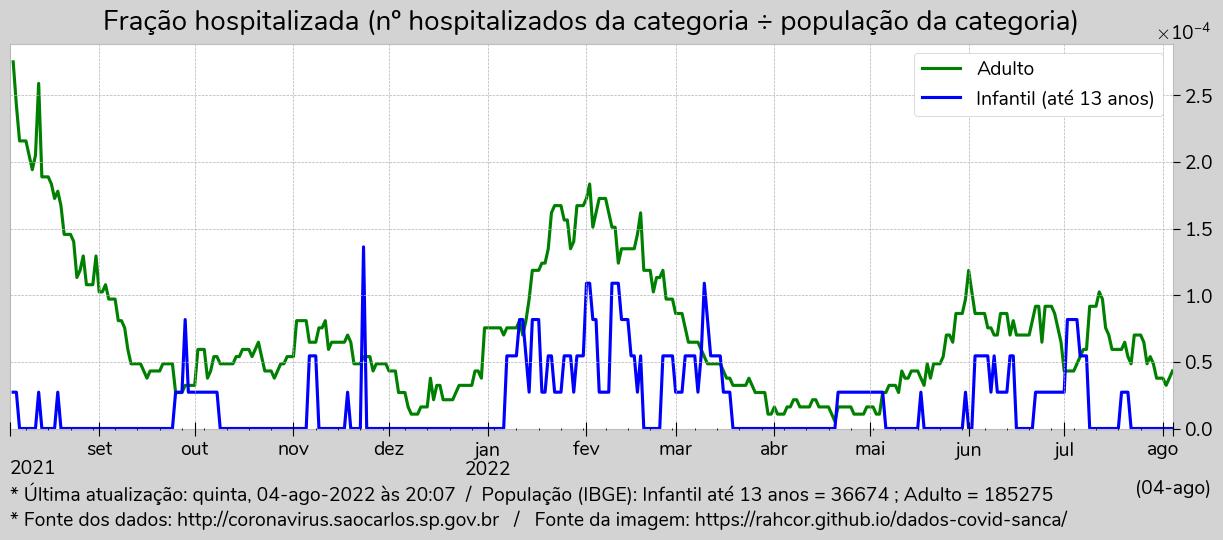 Fração hospitalizada (nº hospitalizados da categoria ÷ população da categoria)
×10⁻⁴
Adulto
Infantil (até 13 anos)
2.5
2.0
1.5
1.0
0.5
0.0
set out nov dez jan fev mar abr mai jun jul ago
2021 2022
(04-ago)
* Última atualização: quinta, 04-ago-2022 às 20:07 / População (IBGE): Infantil até 13 anos = 36674 ; Adulto = 185275
* Fonte dos dados: http://coronavirus.saocarlos.sp.gov.br / Fonte da imagem: https://rahcor.github.io/dados-covid-sanca/